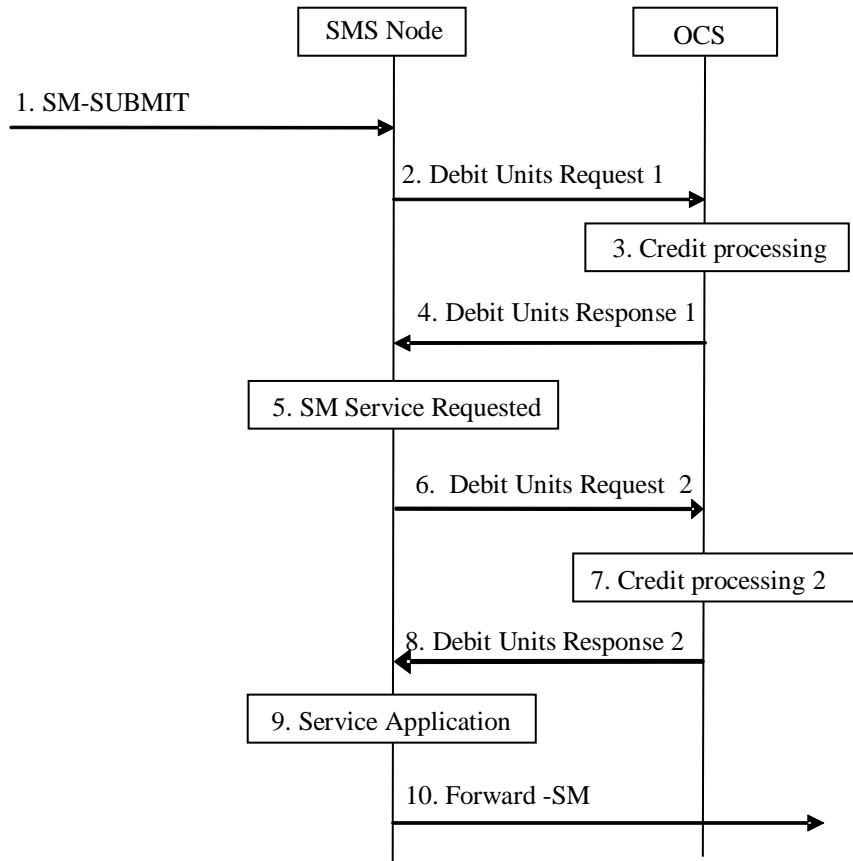 SMS Node
OCS
1. SM-SUBMIT
2. Debit Units Request 1
3. Credit processing
4. Debit Units Response 1
5. SM Service Requested
6. Debit Units Request 2
7. Credit processing 2
8. Debit Units Response 2
9. Service Application
10. Forward -SM